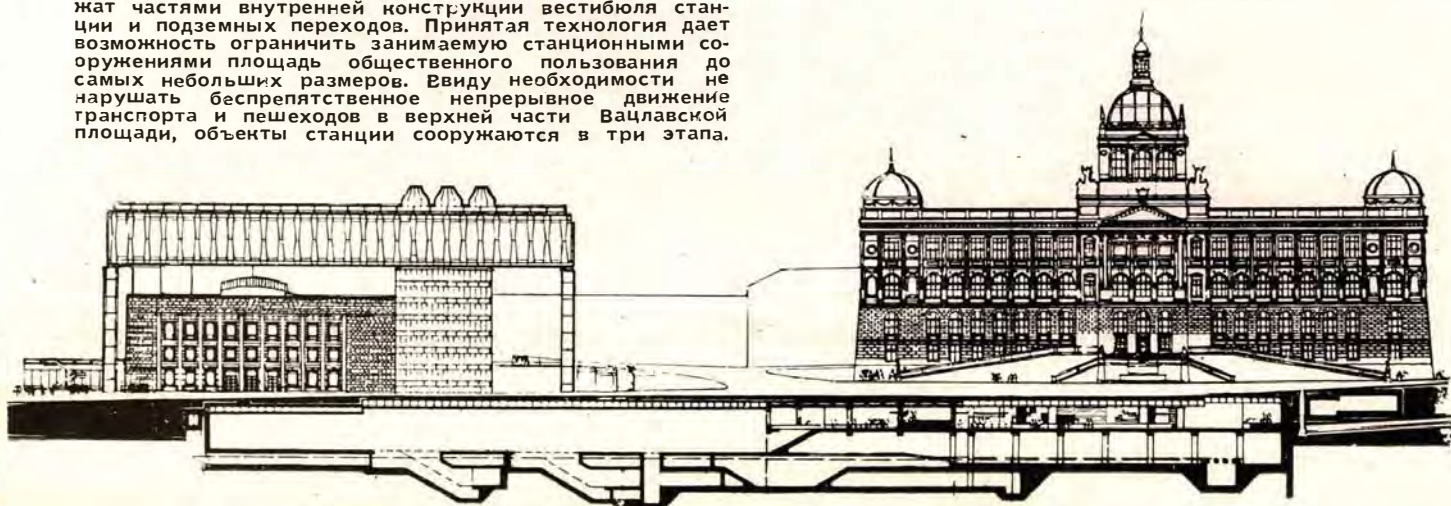 жат частями внутренней конструкции вестибюля стан-
ции и подземных переходов. Принятая технология дает
возможность ограничить занимаемую станционными со-
оружениями площадь общественного пользования до
самых небольших размеров. Ввиду необходимости не
нарушать беспрепятственное непрерывное движение
транспорта и пешеходов в верхней части Вацлавской
площади, объекты станции сооружаются в три этапа.